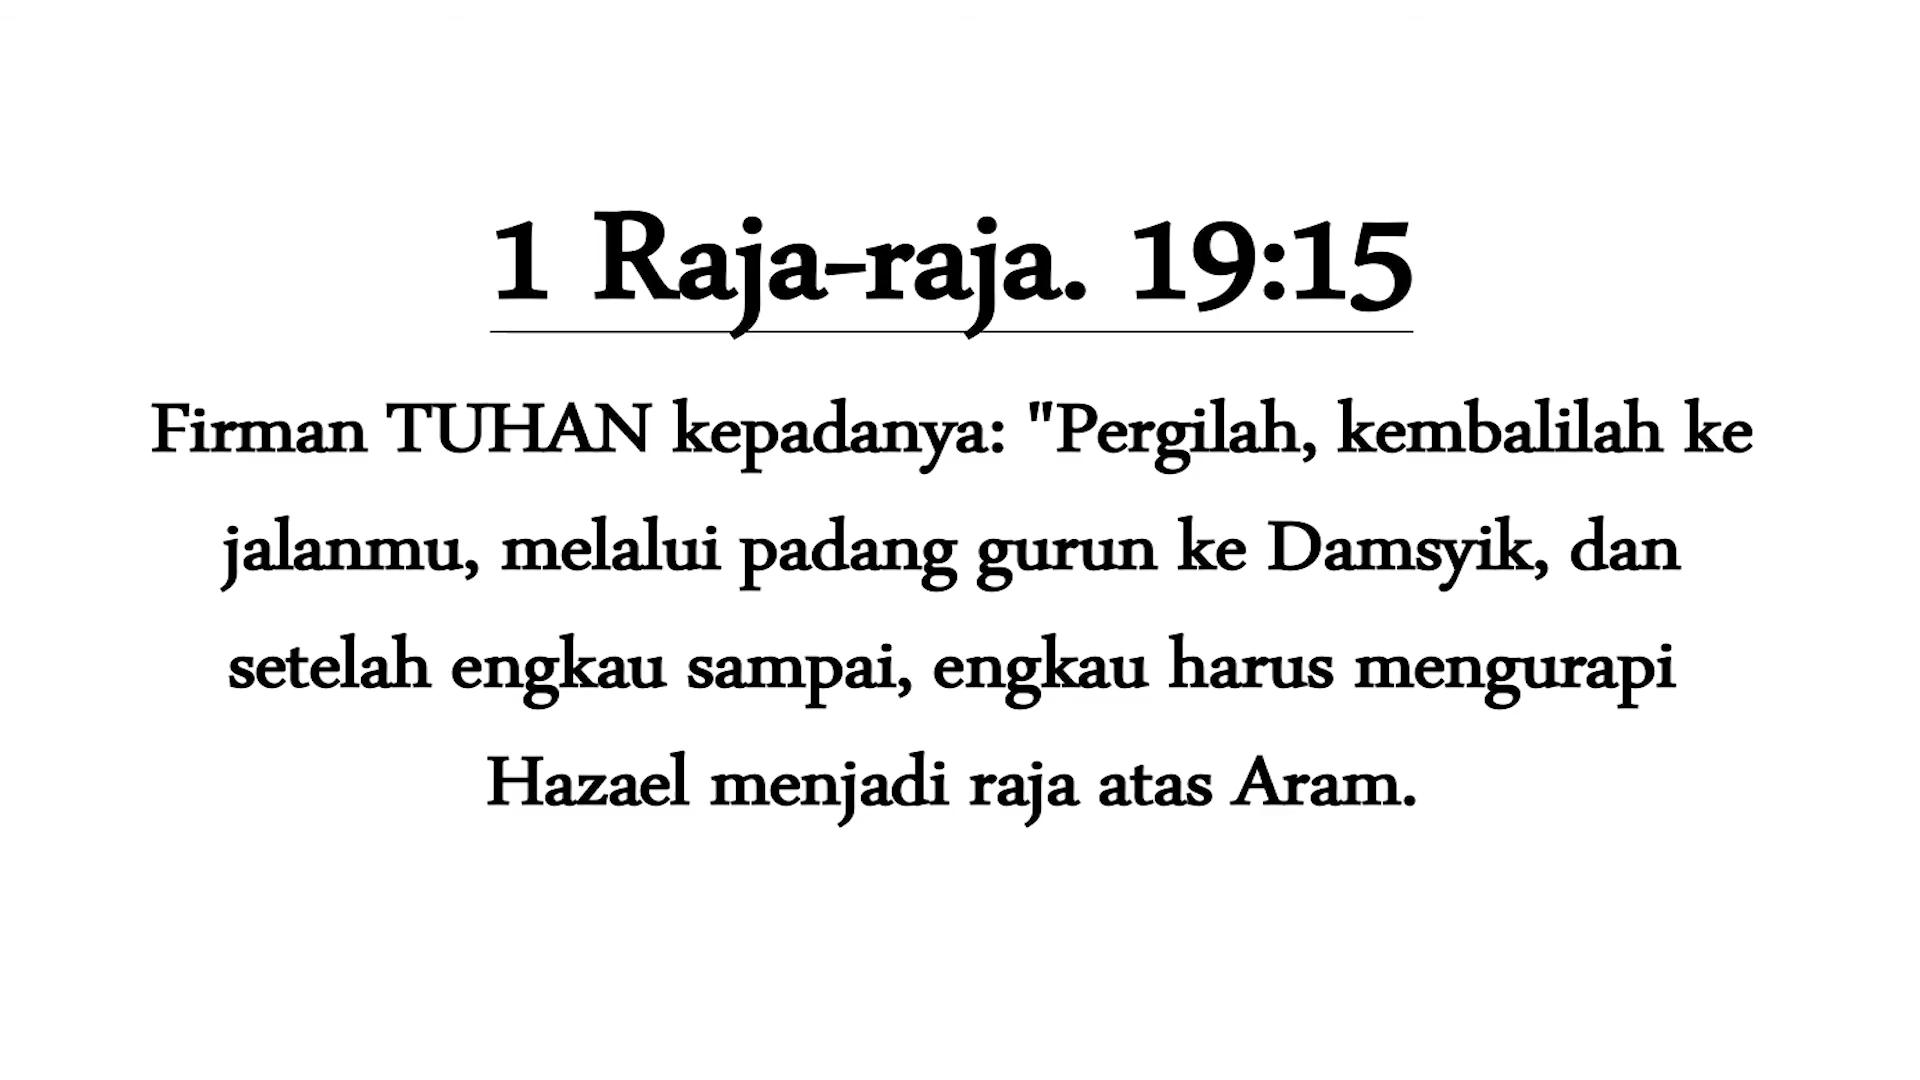 1 Raja-raja. 19:15
Firman TUHAN kepadanya: "Pergilah, kembalilah ke
jalanmu, melalui padang gurun ke Damsyik, dan
setelah engkau sampai, engkau harus mengurapi
Hazael menjadi raja atas Aram.